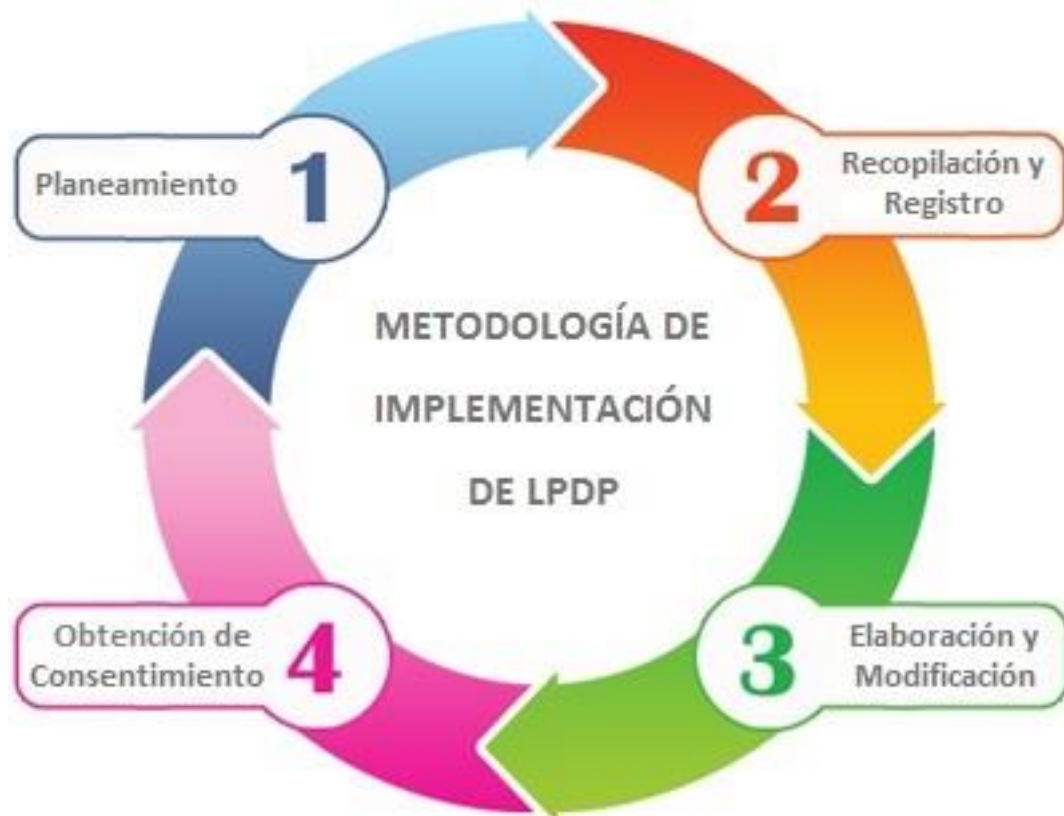 1
Planeamiento
2
Recopilación y
Registro
METODOLOGÍA DE
IMPLEMENTACIÓN
DE LPDP
3
Elaboración y
Modificación
4
Obtención de
Consentimiento